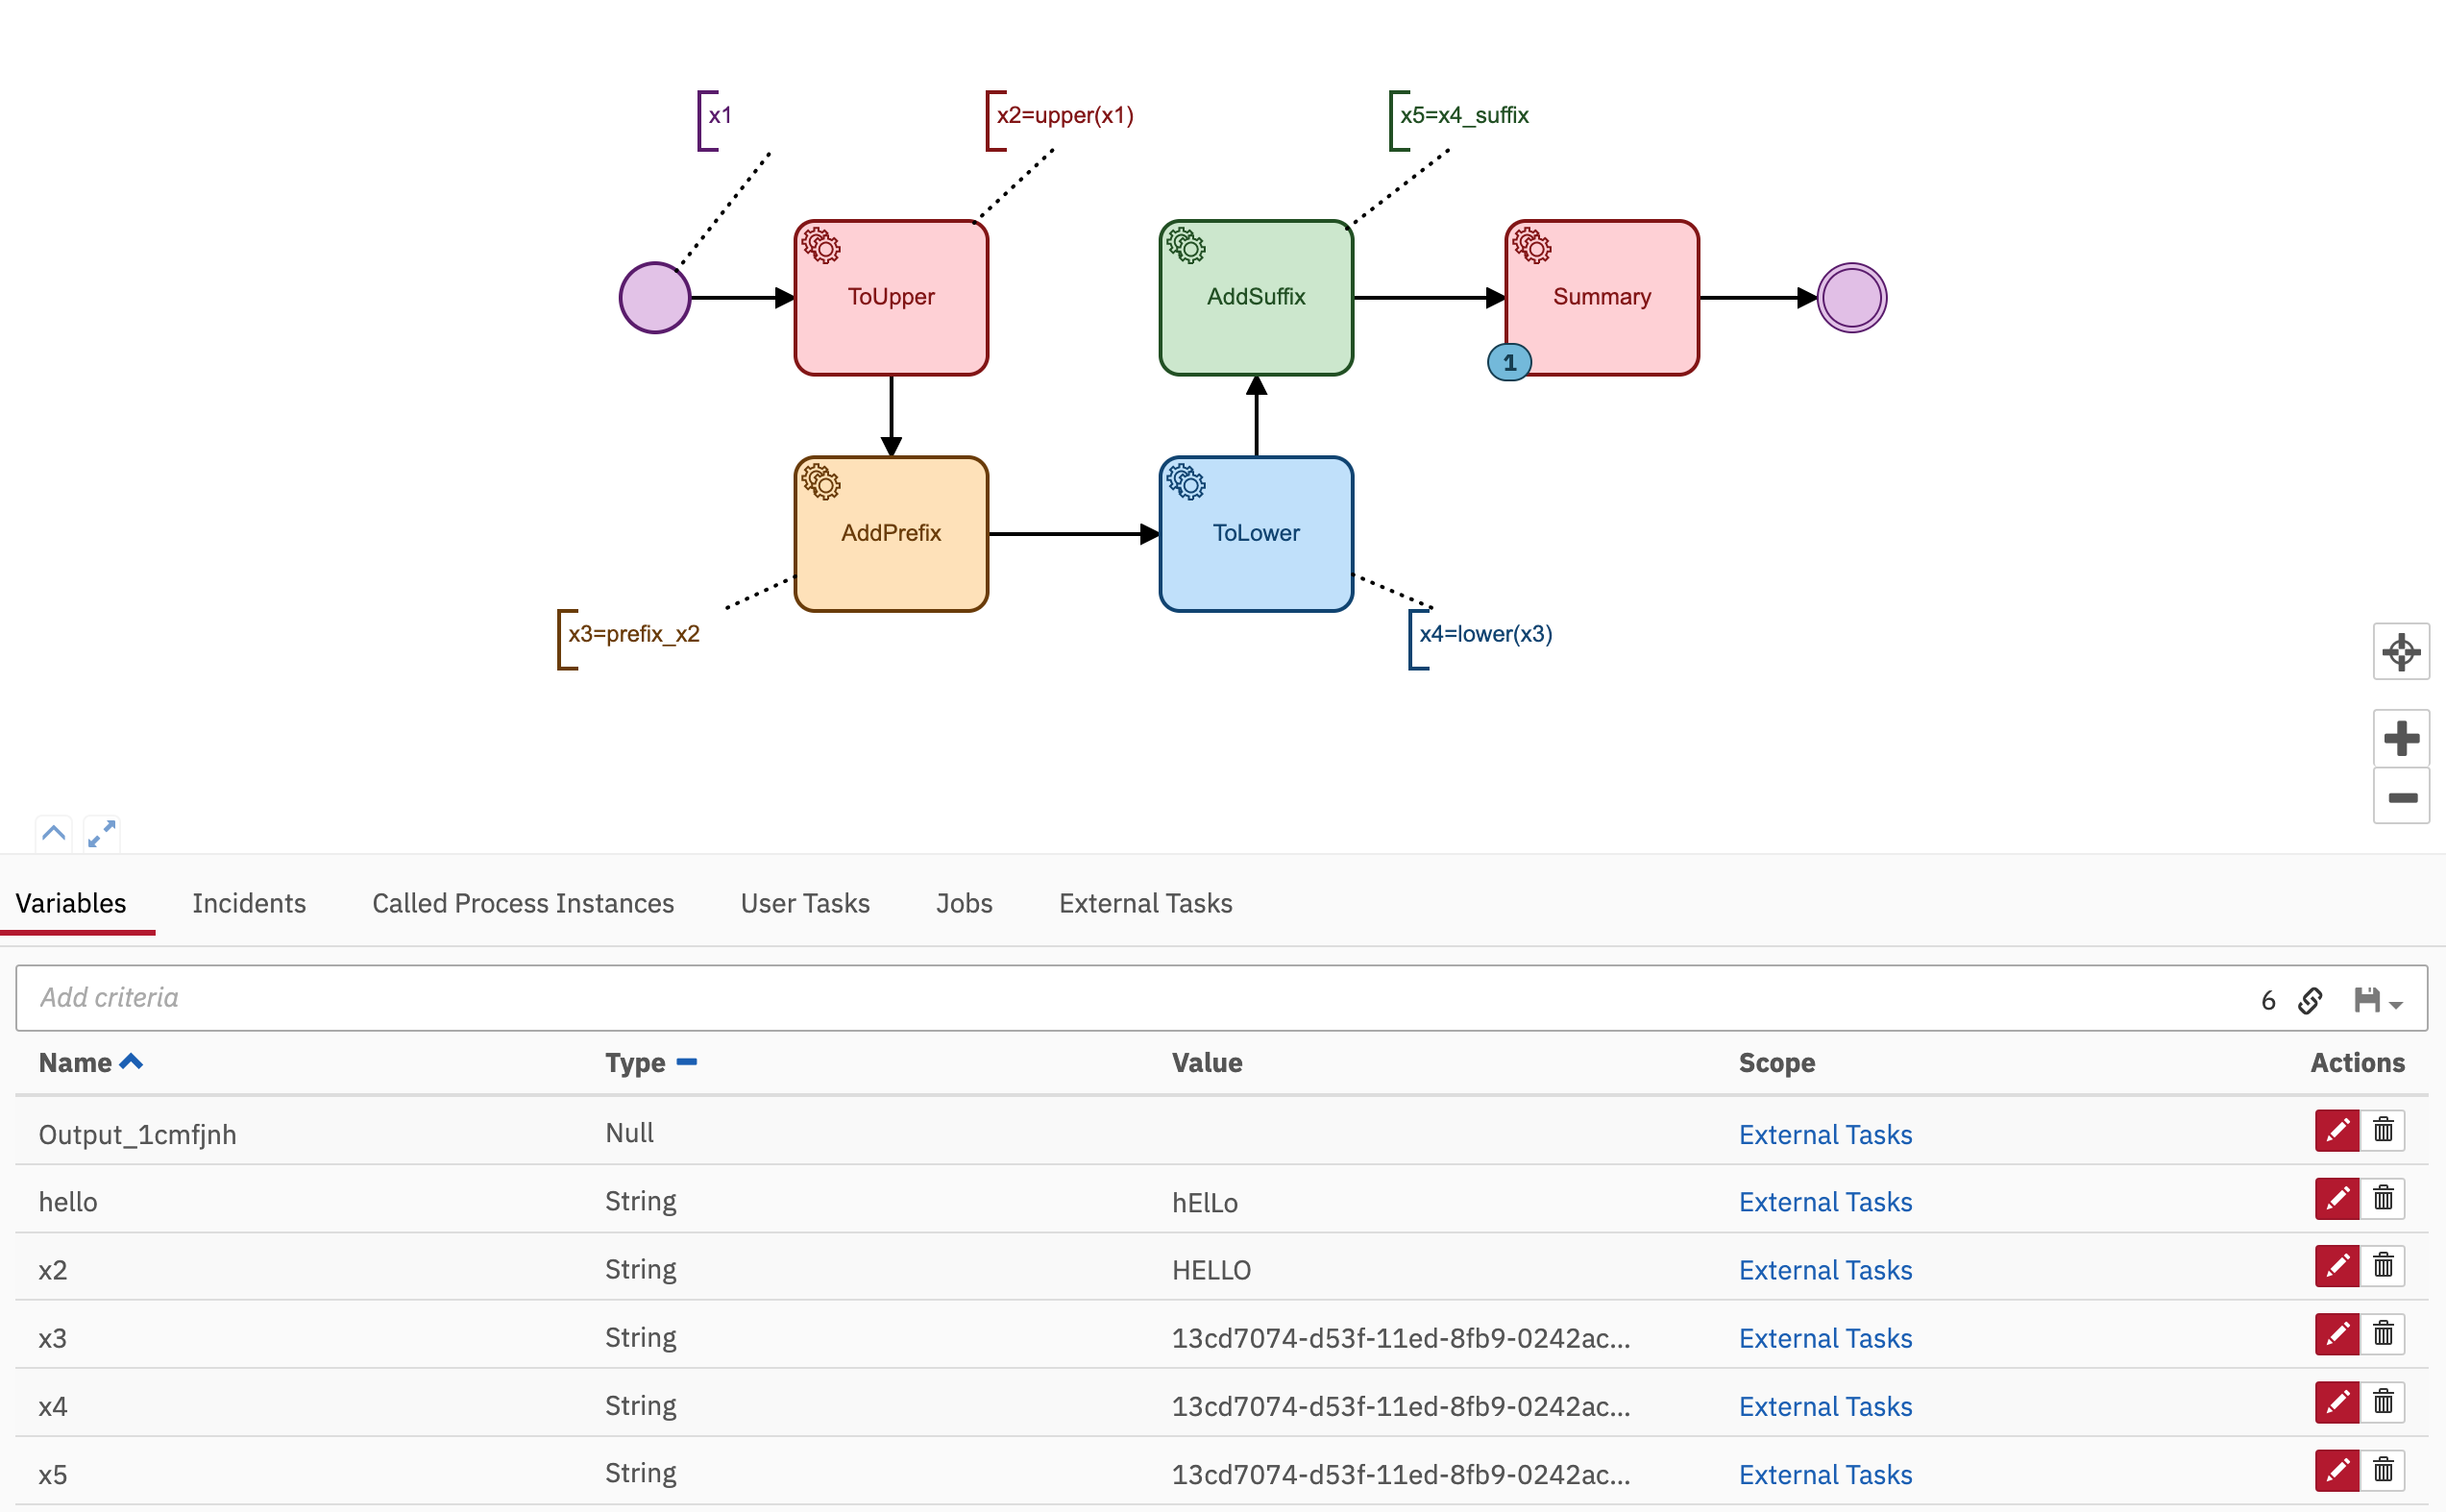 x1
x2=upper(x1)
x5=x4_suffix
ToUpper
AddSuffix
Summary
1
AddPrefix
ToLower
x3=prefix_x2
x4=lower(x3)
Variables Incidents Called Process Instances User Tasks Jobs External Tasks
Add criteria 6
Name Type Value Scope Actions
Output_1cmfjnh Null External Tasks
hello String hElLo External Tasks
x2 String HELLO External Tasks
x3 String 13cd7074-d53f-11ed-8fb9-0242ac... External Tasks
x4 String 13cd7074-d53f-11ed-8fb9-0242ac... External Tasks
x5 String 13cd7074-d53f-11ed-8fb9-0242ac... External Tasks